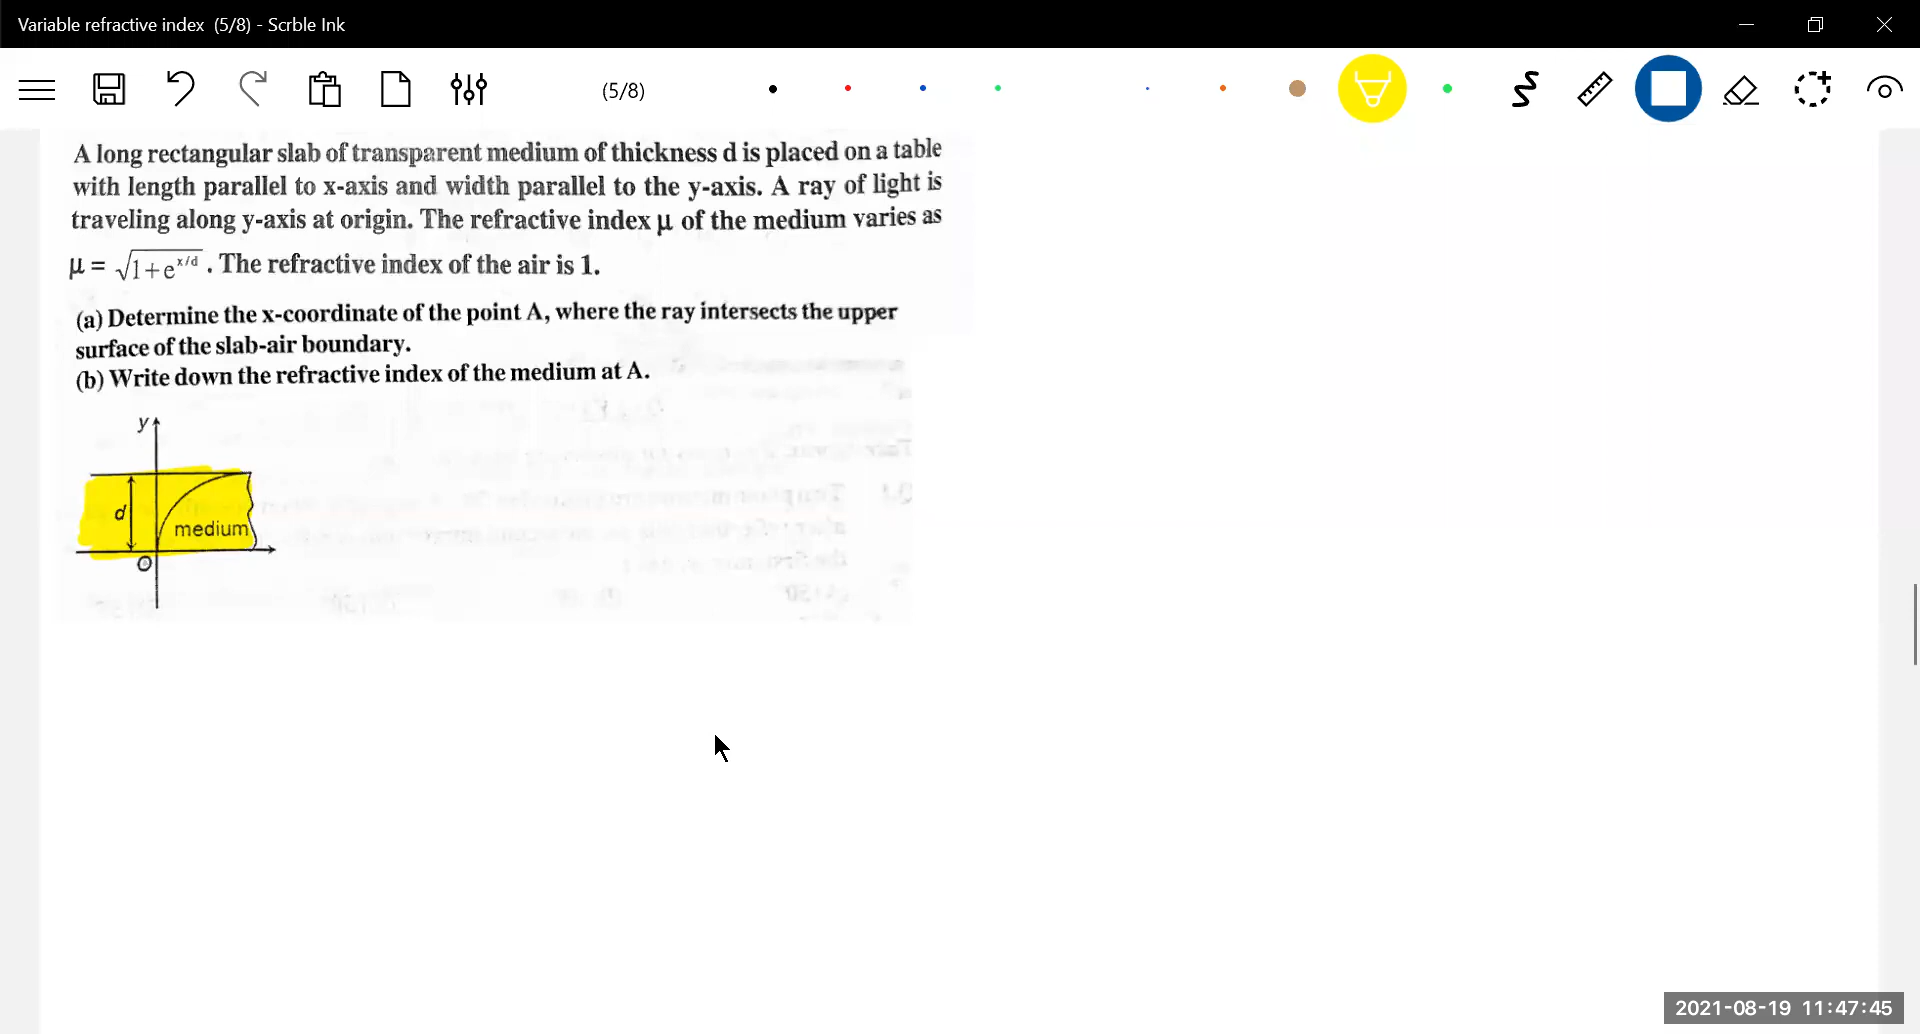 Variable refractive index (5/8) - Scrble Ink
(5/8)
A long rectangular slab of transparent medium of thickness d is placed on a table
with length parallel to x-axis and width parallel to the y-axis. A ray of light is
traveling along y-axis at origin. The refractive index μ of the medium varies as
μ = √1+e^x/d . The refractive index of the air is 1.
(a) Determine the x-coordinate of the point A, where the ray intersects the upper
surface of the slab-air boundary.
(b) Write down the refractive index of the medium at A.
y
d
medium
O
2021-08-19 11:47:45